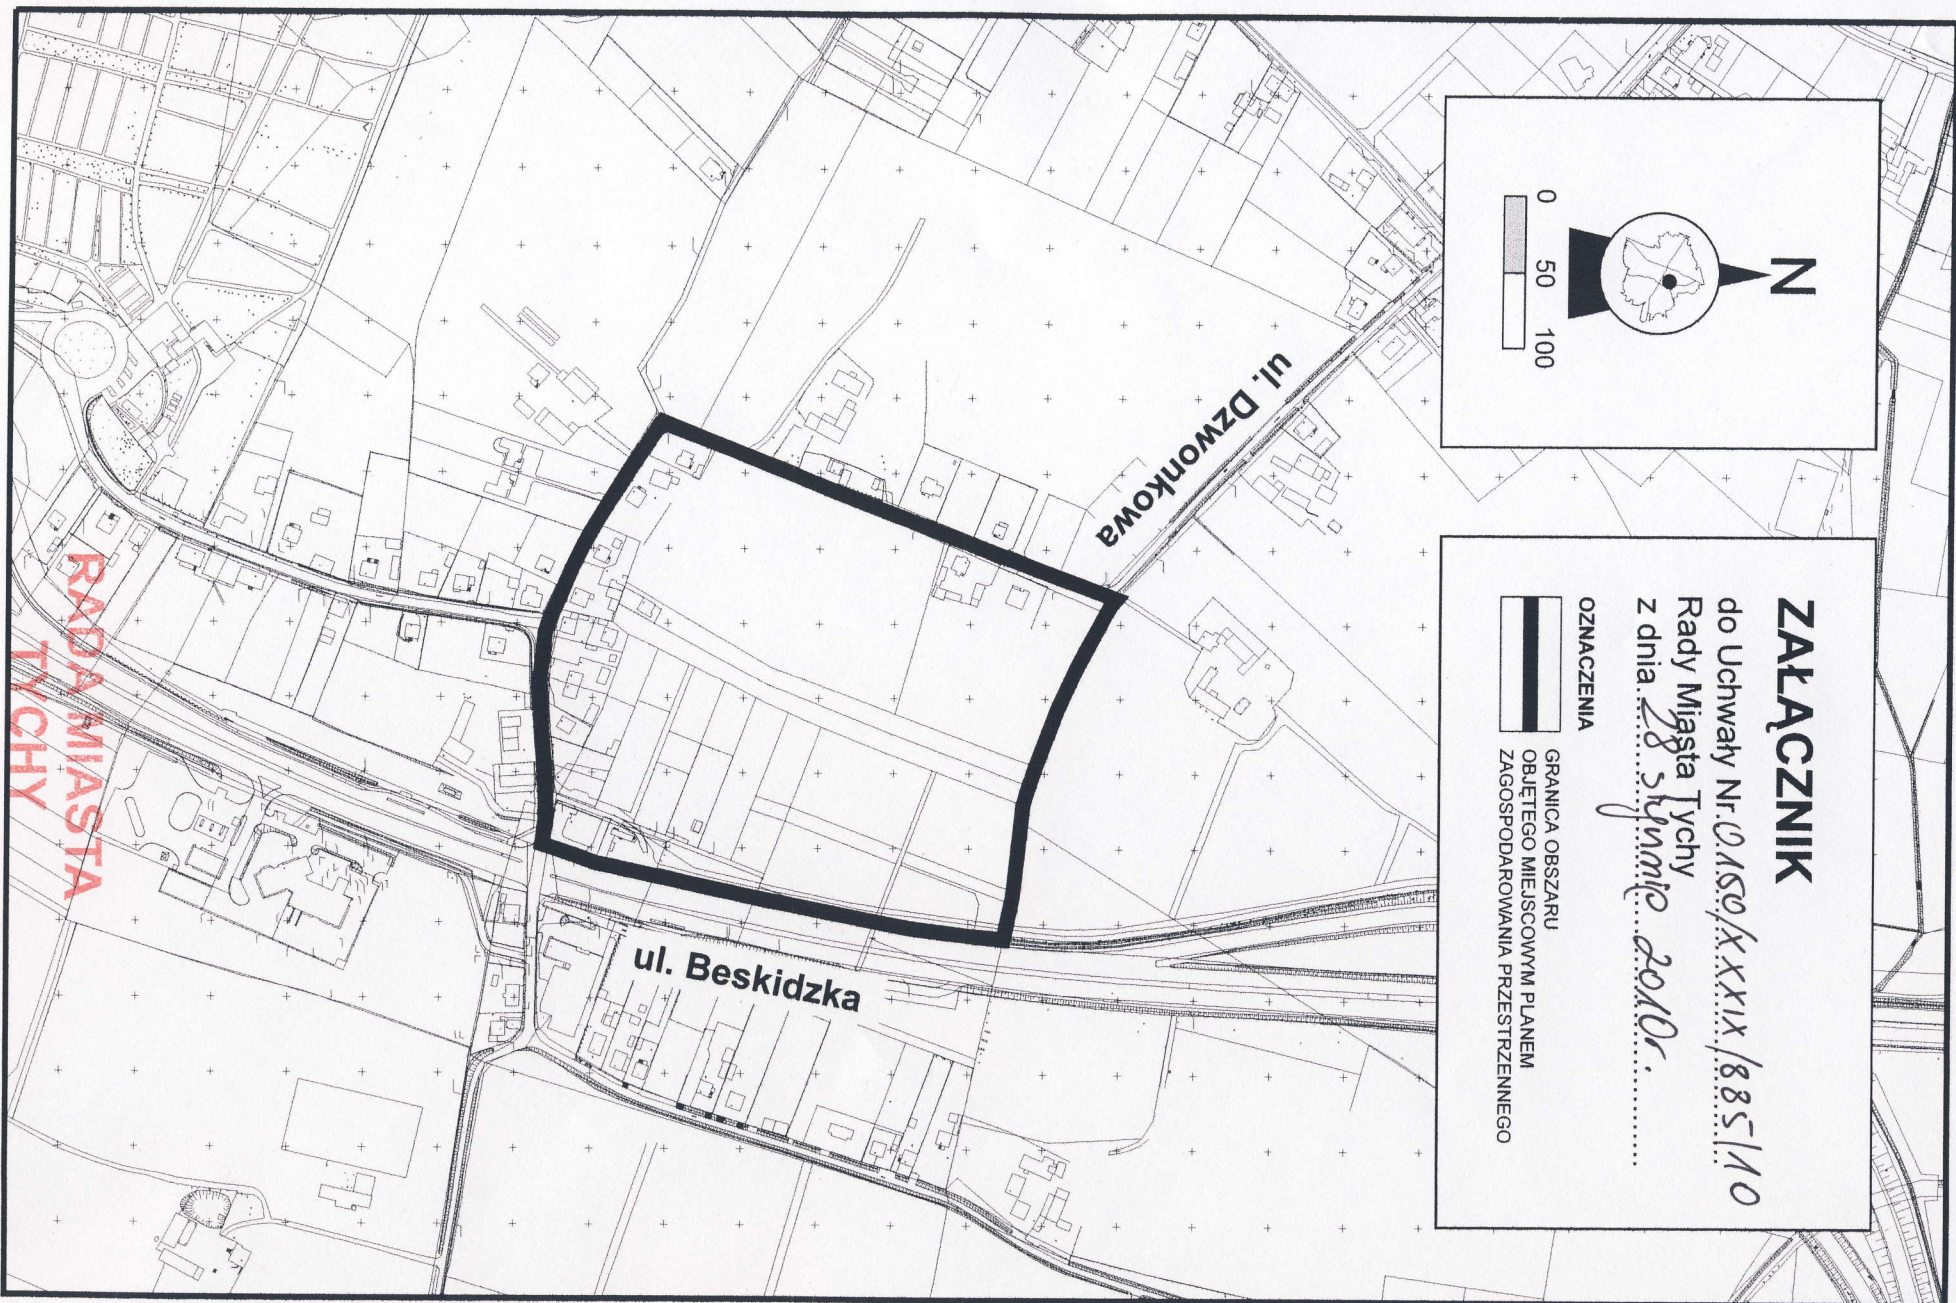 N
0 50 100
ZAŁĄCZNIK
do Uchwały Nr 0150/XXXIX/885/10
Rady Miasta Tychy
z dnia 28 stycznia 2010r.
OZNACZENIA
GRANICA OBSZARU
OBJĘTEGO MIEJSCOWYM PLANEM
ZAGOSPODAROWANIA PRZESTRZENNEGO
ul. Dzwonkowa
ul. Beskidzka
RADA MIASTA
TYCHY